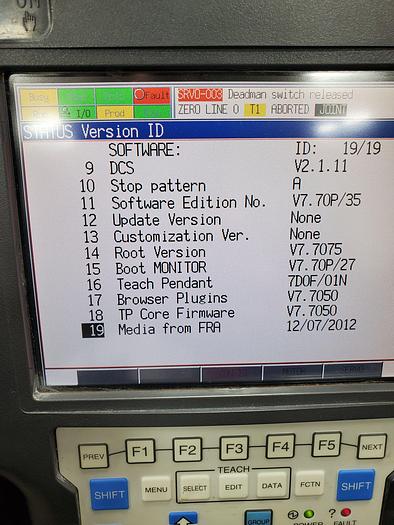 ON
Busy
Fault
SRVO-003 Deadman switch released
I/O Prod
ZERO LINE 0 T1 ABORTED JOINT
STATUS Version ID
SOFTWARE: ID: 19/19
9 DCS V2.1.11
10 Stop pattern A
11 Software Edition No. V7.70P/35
12 Update Version None
13 Customization Ver. None
14 Root Version V7.7075
15 Boot MONITOR V7.70P/27
16 Teach Pendant 7DOF/01N
17 Browser Plugins V7.7050
18 TP Core Firmware V7.7050
19 Media from FRA 12/07/2012
PREV F1 F2 F3 F4 F5 NEXT
TEACH
SHIFT MENU SELECT EDIT DATA FCTN SHIFT
GROUP
POWER FAULT